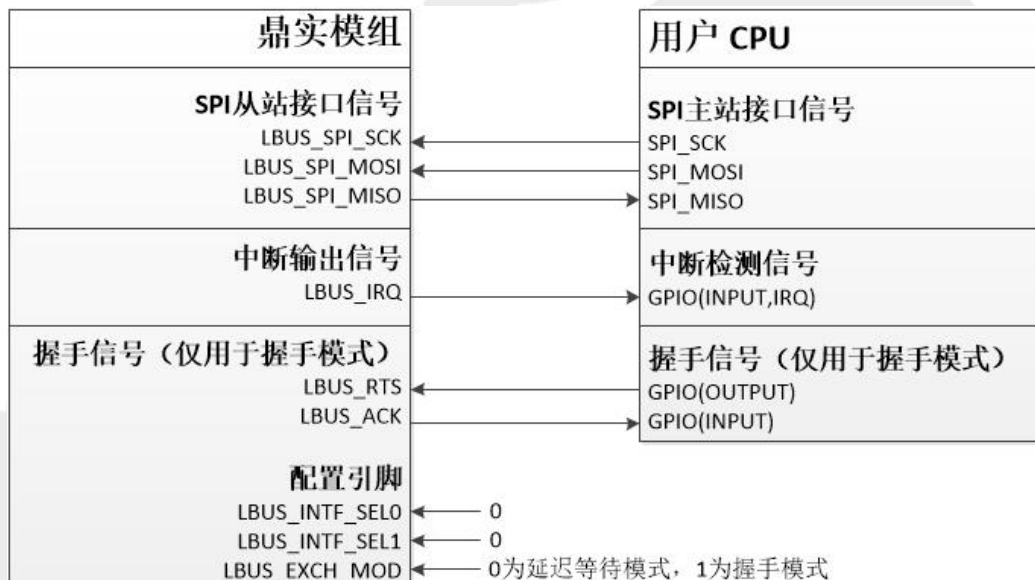 鼎实模组
SPI从站接口信号
LBUS_SPI_SCK
LBUS_SPI_MOSI
LBUS_SPI_MISO
中断输出信号
LBUS_IRQ
握手信号（仅用于握手模式）
LBUS_RTS
LBUS_ACK
配置引脚
LBUS_INTF_SEL0
0
LBUS_INTF_SEL1
0
LBUS_EXCH_MOD
0为延迟等待模式，1为握手模式
用户 CPU
SPI主站接口信号
SPI_SCK
SPI_MOSI
SPI_MISO
中断检测信号
GPIO(INPUT,IRQ)
握手信号（仅用于握手模式）
GPIO(OUTPUT)
GPIO(INPUT)